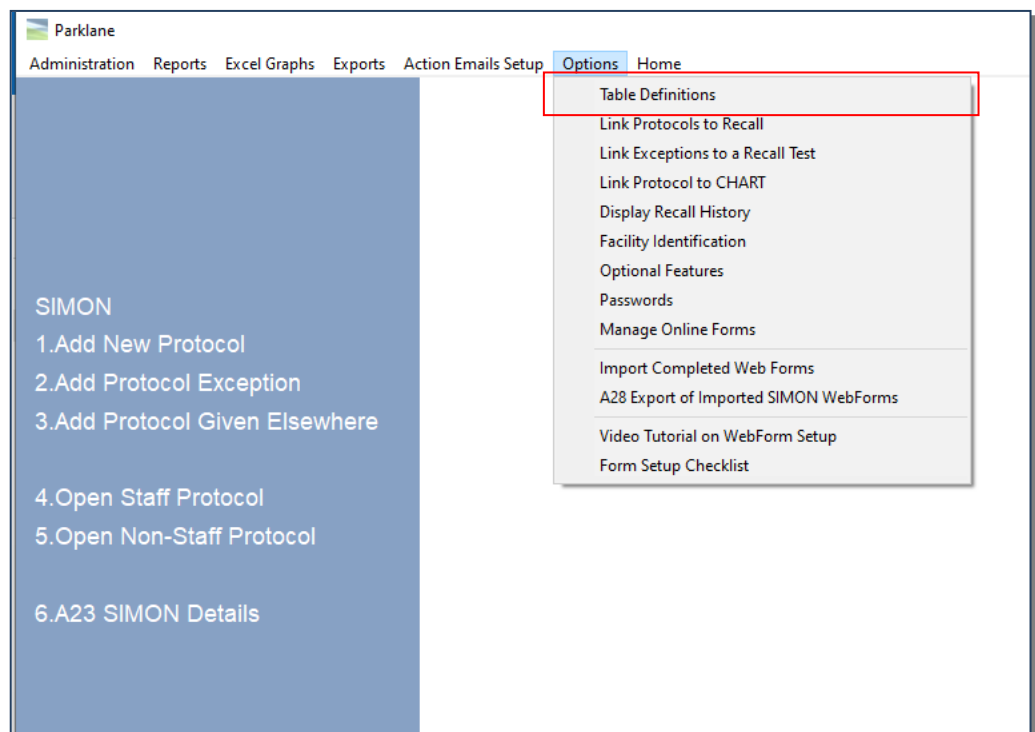 Parklane
Administration Reports Excel Graphs Exports Action Emails Setup Options Home
Table Definitions
Link Protocols to Recall
Link Exceptions to a Recall Test
Link Protocol to CHART
Display Recall History
Facility Identification
Optional Features
Passwords
Manage Online Forms
Import Completed Web Forms
A28 Export of Imported SIMON WebForms
Video Tutorial on WebForm Setup
Form Setup Checklist
SIMON
1.Add New Protocol
2.Add Protocol Exception
3.Add Protocol Given Elsewhere
4.Open Staff Protocol
5.Open Non-Staff Protocol
6.A23 SIMON Details